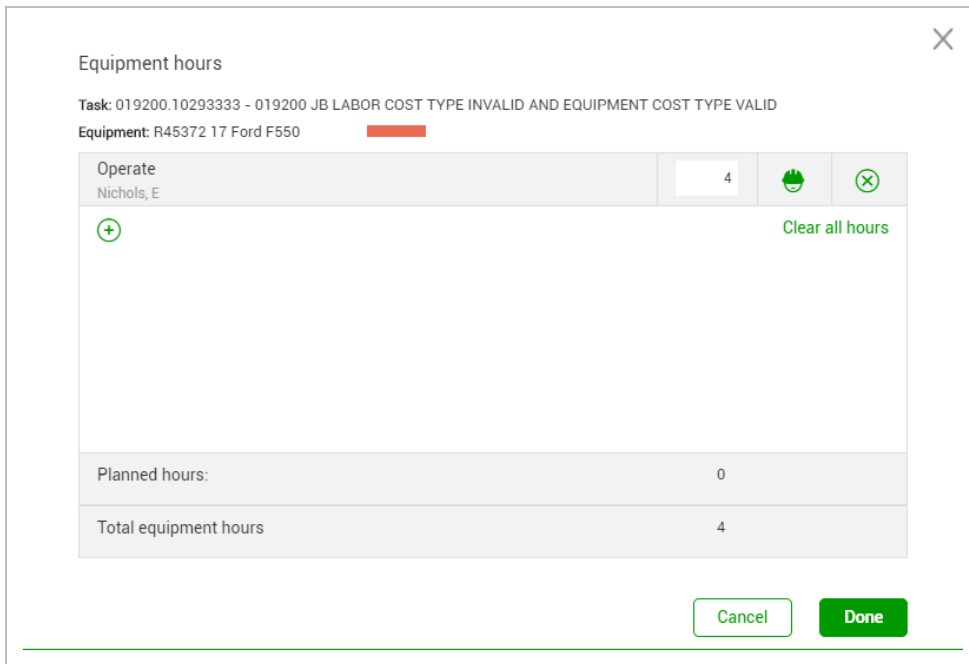 Equipment hours
Task: 019200.10293333 - 019200 JB LABOR COST TYPE INVALID AND EQUIPMENT COST TYPE VALID
Equipment: R45372 17 Ford F550
Operate 4
Nichols, E
Clear all hours
Planned hours: 0
Total equipment hours 4
Cancel Done